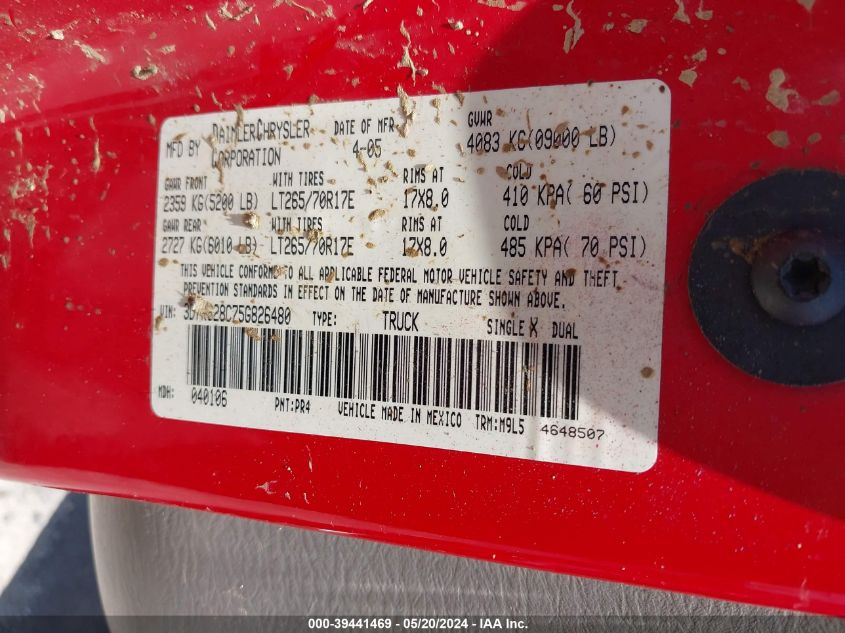 MFD BY DAIMLERCHRYSLER CORPORATION DATE OF MFR 4-05 GVWR 4083 KG(09000 LB)
GAWR FRONT WITH TIRES RIMS AT COLD
2359 KG(5200 LB) LT265/70R17E 17X8.0 410 KPA( 60 PSI)
GAWR REAR WITH TIRES RIMS AT COLD
2727 KG(6010 LB) LT265/70R17E 17X8.0 485 KPA( 70 PSI)
THIS VEHICLE CONFORMS TO ALL APPLICABLE FEDERAL MOTOR VEHICLE SAFETY AND THEFT
PREVENTION STANDARDS IN EFFECT ON THE DATE OF MANUFACTURE SHOWN ABOVE.
VIN: TYPE: TRUCK SINGLE X DUAL
MDH: 040106 PNT:PR4 VEHICLE MADE IN MEXICO TRM:M9L5 4648507
000-39441469 - 05/20/2024 - IAA Inc.